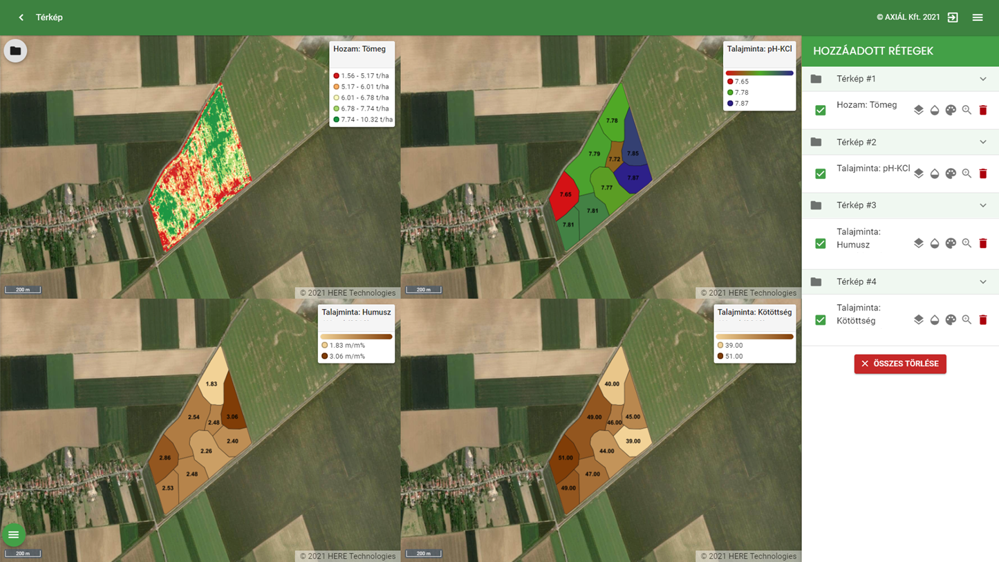 Térkép
© AXIÁL Kft. 2021
Hozam: Tömeg
1.56 - 5.17 t/ha
5.17 - 6.01 t/ha
6.01 - 6.78 t/ha
6.78 - 7.74 t/ha
7.74 - 10.32 t/ha
200 m
© 2021 HERE Technologies
Talajminta: pH-KCl
7.65
7.78
7.87
7.78
7.79
7.85
7.72
7.87
7.77
7.65
7.81
7.81
200 m
© 2021 HERE Technologies
Talajminta: Humusz
1.83 m/m%
3.06 m/m%
1.83
2.54
3.06
2.48
2.40
2.26
2.86
2.48
2.53
200 m
© 2021 HERE Technologies
Talajminta: Kötöttség
39.00
51.00
40.00
49.00
45.00
46.00
39.00
44.00
51.00
47.00
49.00
200 m
© 2021 HERE Technologies
HOZZÁADOTT RÉTEGEK
Térkép #1
Hozam: Tömeg
Térkép #2
Talajminta: pH-KCl
Térkép #3
Talajminta:
Humusz
Térkép #4
Talajminta:
Kötöttség
ÖSSZES TÖRLÉSE